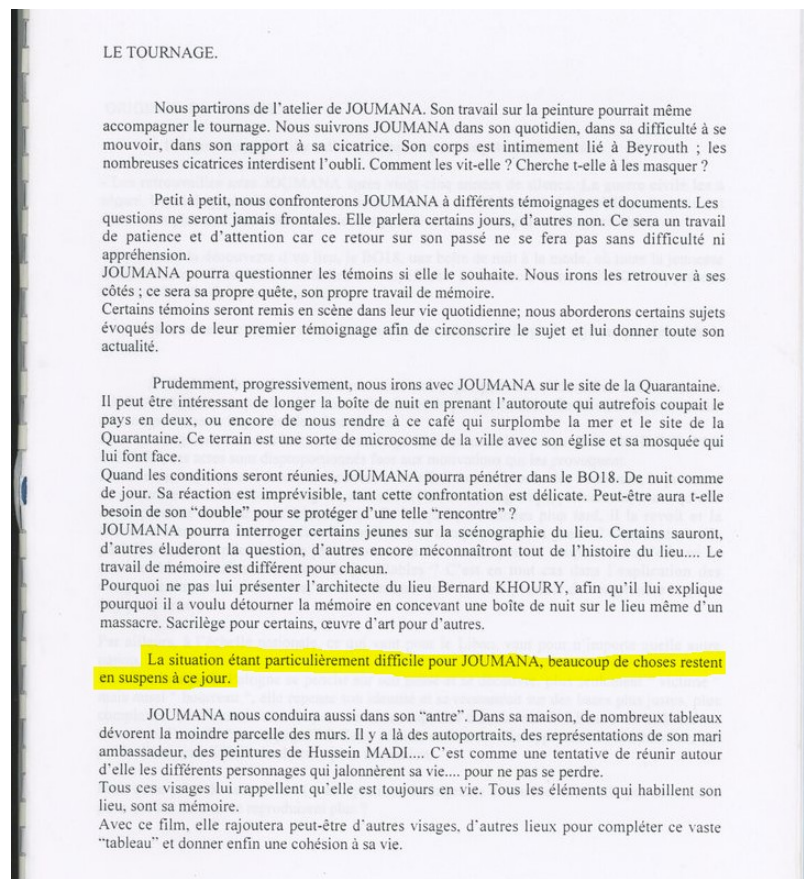 LE TOURNAGE.
Nous partirons de l'atelier de JOUMANA. Son travail sur la peinture pourrait même
accompagner le tournage. Nous suivrons JOUMANA dans son quotidien, dans sa difficulté à se
mouvoir, dans son rapport à sa cicatrice. Son corps est intimement lié à Beyrouth ; les
nombreuses cicatrices interdisent l'oubli. Comment les vit-elle ? Cherche t-elle à les masquer ?
Petit à petit, nous confronterons JOUMANA à différents témoignages et documents. Les
questions ne seront jamais frontales. Elle parlera certains jours, d'autres non. Ce sera un travail
de patience et d'attention car ce retour sur son passé ne se fera pas sans difficulté ni
appréhension.
JOUMANA pourra questionner les témoins si elle le souhaite. Nous irons les retrouver à ses
côtés ; ce sera sa propre quête, son propre travail de mémoire.
Certains témoins seront remis en scène dans leur vie quotidienne; nous aborderons certains sujets
évoqués lors de leur premier témoignage afin de circonscrire le sujet et lui donner toute son
actualité.
Prudemment, progressivement, nous irons avec JOUMANA sur le site de la Quarantaine.
Il peut être intéressant de longer la boîte de nuit en prenant l'autoroute qui autrefois coupait le
pays en deux, ou encore de nous rendre à ce café qui surplombe la mer et le site de la
Quarantaine. Ce terrain est une sorte de microcosme de la ville avec son église et sa mosquée qui
lui font face.
Quand les conditions seront réunies, JOUMANA pourra pénétrer dans le BO18. De nuit comme
de jour. Sa réaction est imprévisible, tant cette confrontation est délicate. Peut-être aura t-elle
besoin de son “double” pour se protéger d'une telle “rencontre” ?
JOUMANA pourra interroger certains jeunes sur la scénographie du lieu. Certains sauront,
d'autres éluderont la question, d'autres encore méconnaîtront tout de l'histoire du lieu.... Le
travail de mémoire est différent pour chacun.
Pourquoi ne pas lui présenter l'architecte du lieu Bernard KHOURY, afin qu'il lui explique
pourquoi il a voulu détourner la mémoire en concevant une boîte de nuit sur le lieu même d'un
massacre. Sacrilège pour certains, œuvre d'art pour d'autres.
La situation étant particulièrement difficile pour JOUMANA, beaucoup de choses restent
en suspens à ce jour.
JOUMANA nous conduira aussi dans son “antre”. Dans sa maison, de nombreux tableaux
dévorent la moindre parcelle des murs. Il y a là des autoportraits, des représentations de son mari
ambassadeur, des peintures de Hussein MADI.... C'est comme une tentative de réunir autour
d'elle les différents personnages qui jalonnèrent sa vie.... pour ne pas se perdre.
Tous ces visages lui rappellent qu'elle est toujours en vie. Tous les éléments qui habillent son
lieu, sont sa mémoire.
Avec ce film, elle rajoutera peut-être d'autres visages, d'autres lieux pour compléter ce vaste
“tableau” et donner enfin une cohésion à sa vie.